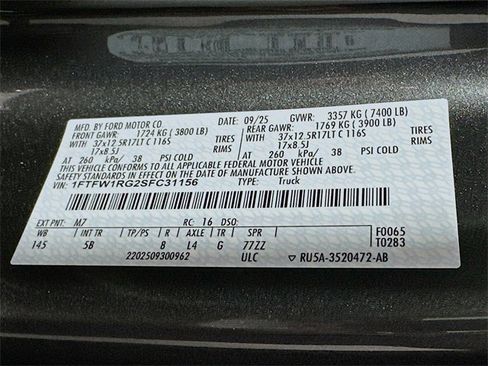 MFD. BY FORD MOTOR CO. 09/25 GVWR: 3357 KG ( 7400 LB)
FRONT GAWR: 1724 KG ( 3800 LB) REAR GAWR: 1769 KG ( 3900 LB)
37x12.5R17LT C 116S TIRES 37x12.5R17LT C 116S TIRES
17x8.5J RIMS 17x8.5J RIMS
AT 260 kPa/ 38 PSI COLD AT 260 kPa/ 38 PSI COLD
THIS VEHICLE CONFORMS TO ALL APPLICABLE FEDERAL MOTOR VEHICLE
SAFETY AND THEFT PREVENTION STANDARDS IN EFFECT ON THE DATE OF
MANUFACTURE SHOWN ABOVE.
VIN: 1FTFW1RG2SFC31156 TYPE: Truck
EXT PNT: M7 RC: 16 DSO: F0065
WB INT TR TP/PS R AXLE TR SPR T0283
145 5B 8 L4 G 77ZZ
2202509300962 ULC RU5A-3520472-AB